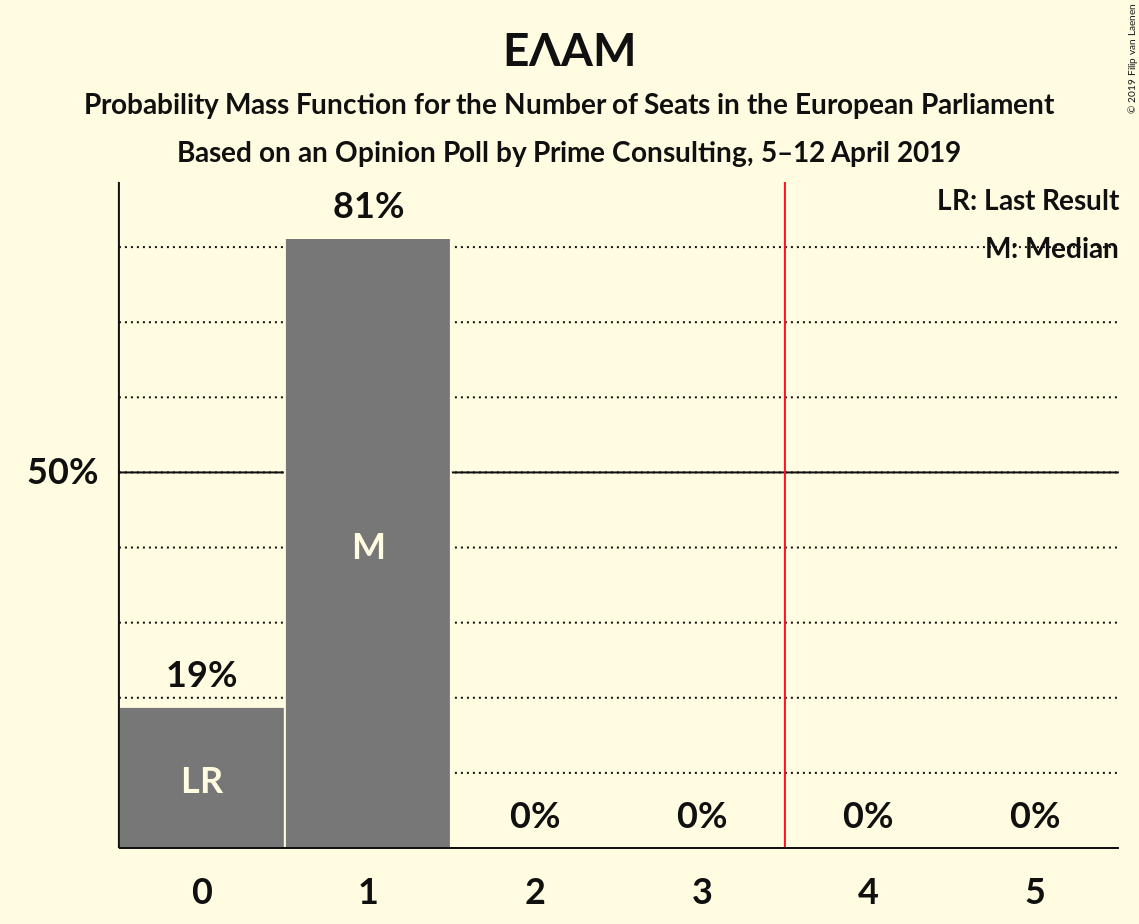 ΕΛΑΜ
Probability Mass Function for the Number of Seats in the European Parliament
Based on an Opinion Poll by Prime Consulting, 5–12 April 2019
© 2019 Filip van Laenen
LR: Last Result
M: Median
81%
50%
M
19%
LR
0% 0% 0% 0%
0 1 2 3 4 5